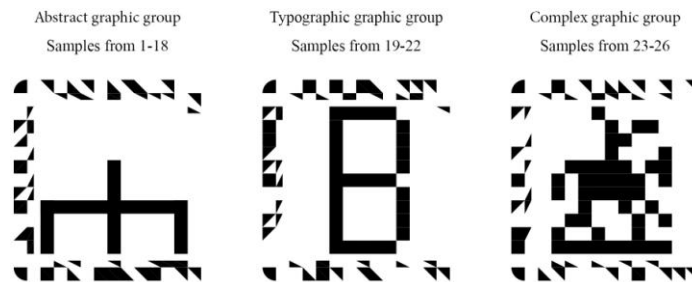 Abstract graphic group
Samples from 1-18
Typographic graphic group
Samples from 19-22
Complex graphic group
Samples from 23-26
B